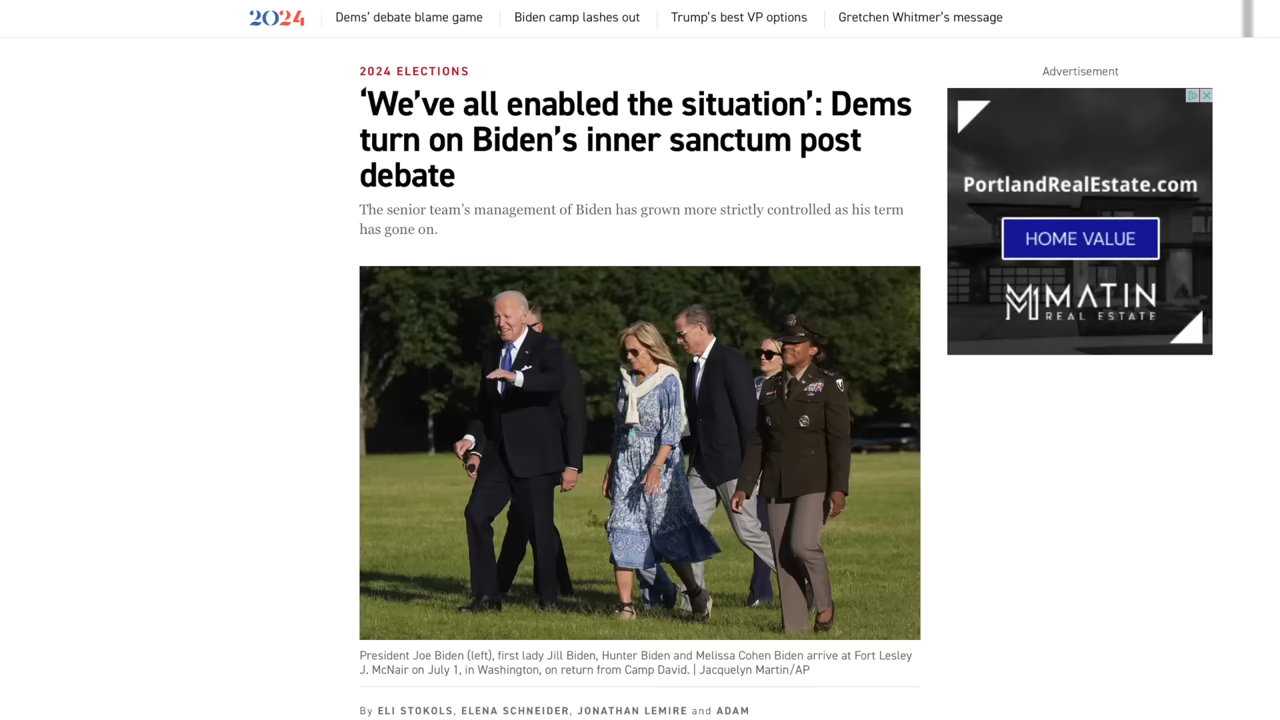 2024
Dems' debate blame game
Biden camp lashes out
Trump's best VP options
Gretchen Whitmer's message
2024 ELECTIONS
‘We’ve all enabled the situation’: Dems
turn on Biden’s inner sanctum post
debate
The senior team’s management of Biden has grown more strictly controlled as his term
has gone on.
Advertisement
PortlandRealEstate.com
HOME VALUE
MATIN
REAL ESTATE
President Joe Biden (left), first lady Jill Biden, Hunter Biden and Melissa Cohen Biden arrive at Fort Lesley
J. McNair on July 1, in Washington, on return from Camp David. | Jacquelyn Martin/AP
By ELI STOKOLS, ELENA SCHNEIDER, JONATHAN LEMIRE and ADAM